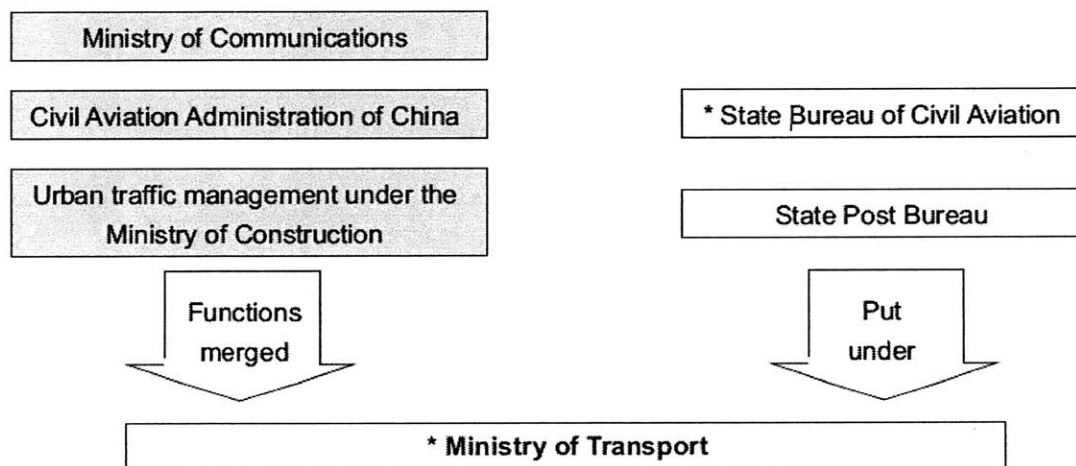 Ministry of Communications
Civil Aviation Administration of China
Urban traffic management under the
Ministry of Construction
Functions
merged
* State Bureau of Civil Aviation
State Post Bureau
Put
under
* Ministry of Transport